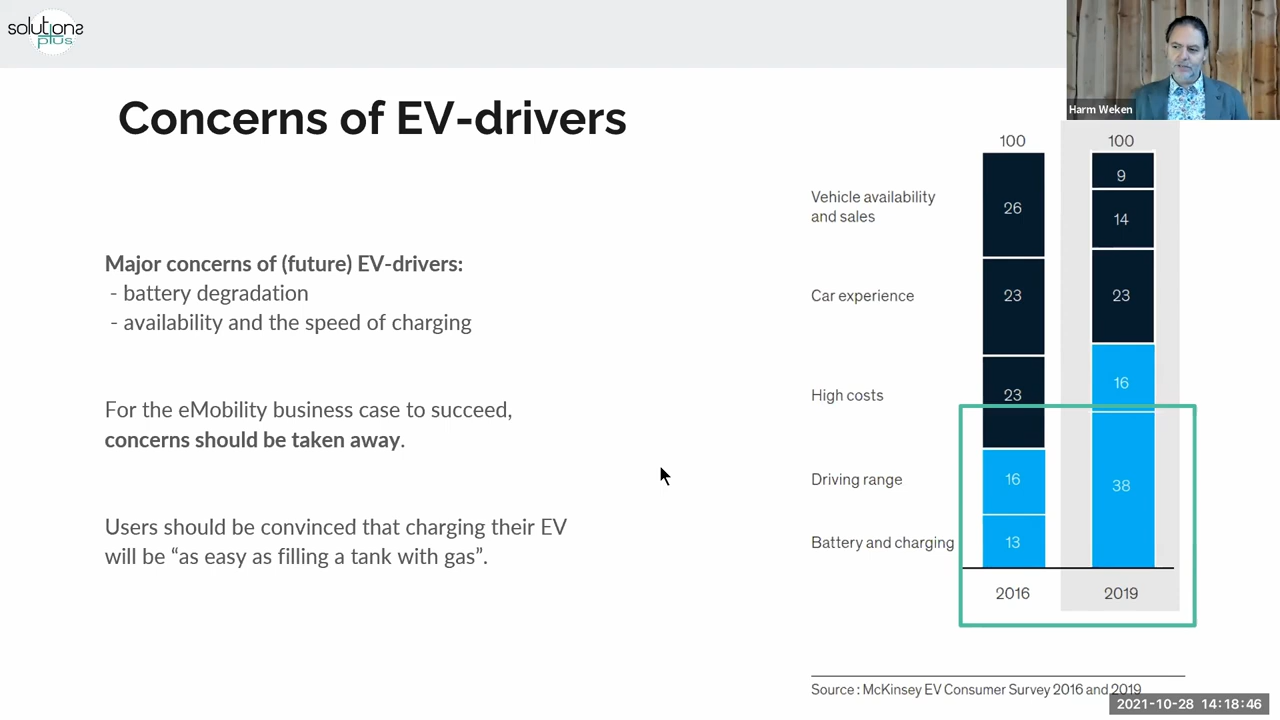 solutions
plus
Harm Weken
Concerns of EV-drivers
Major concerns of (future) EV-drivers:
- battery degradation
- availability and the speed of charging
For the eMobility business case to succeed,
concerns should be taken away.
Users should be convinced that charging their EV
will be “as easy as filling a tank with gas”.
100 100
Vehicle availability
and sales
26 9
14
Car experience 23 23
High costs 23 16
Driving range 16 38
Battery and charging 13
2016 2019
Source : McKinsey EV Consumer Survey 2016 and 2019
2021-10-28 14:18:46